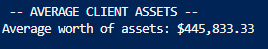 -- AVERAGE CLIENT ASSETS --
Average worth of assets: $445,833.33